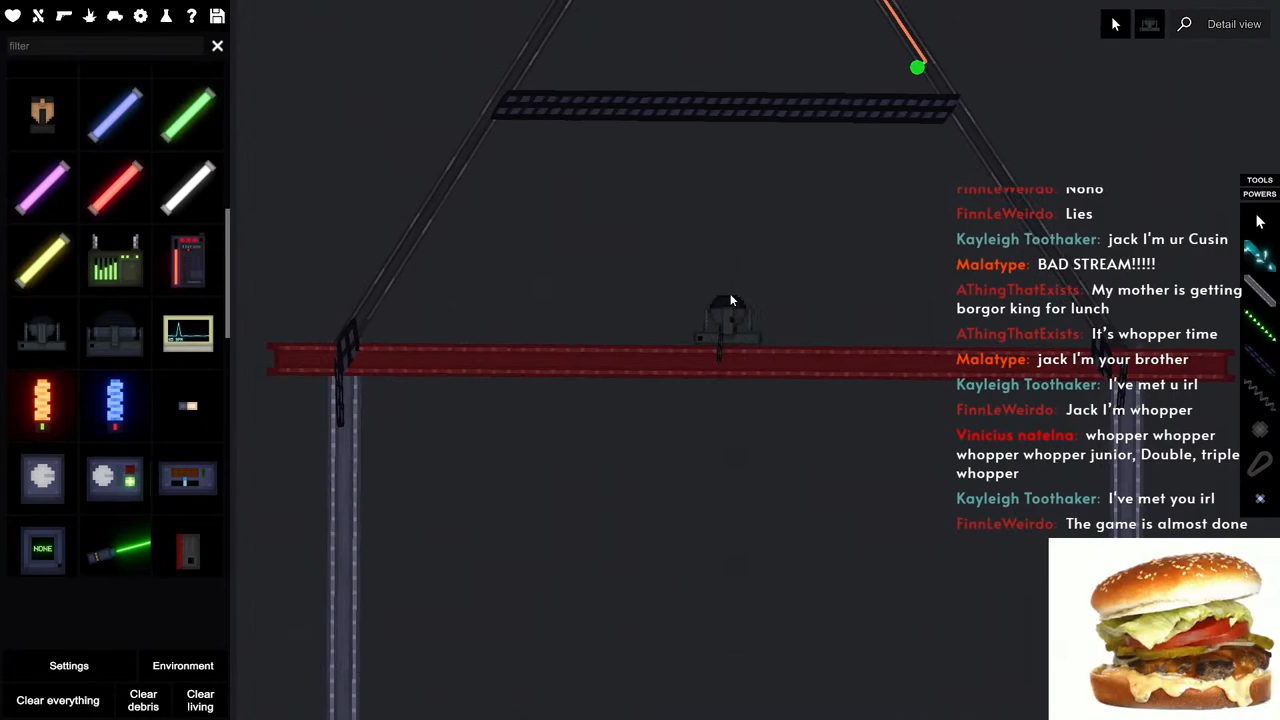 filter
Detail view
TOOLS
POWERS
FinnLeWeirdo: Nono
FinnLeWeirdo: Lies
Kayleigh Toothaker: jack I'm ur Cusin
Malatype: BAD STREAM!!!!!
AThingThatExists: My mother is getting
borgor king for lunch
AThingThatExists: It's whopper time
Malatype: jack I'm your brother
Kayleigh Toothaker: I've met u irl
FinnLeWeirdo: Jack I'm whopper
Vinicius natelna: whopper whopper
whopper whopper junior, Double, triple
whopper
Kayleigh Toothaker: I've met you irl
FinnLeWeirdo: The game is almost done
NONE
Settings
Environment
Clear everything
Clear
debris
Clear
living